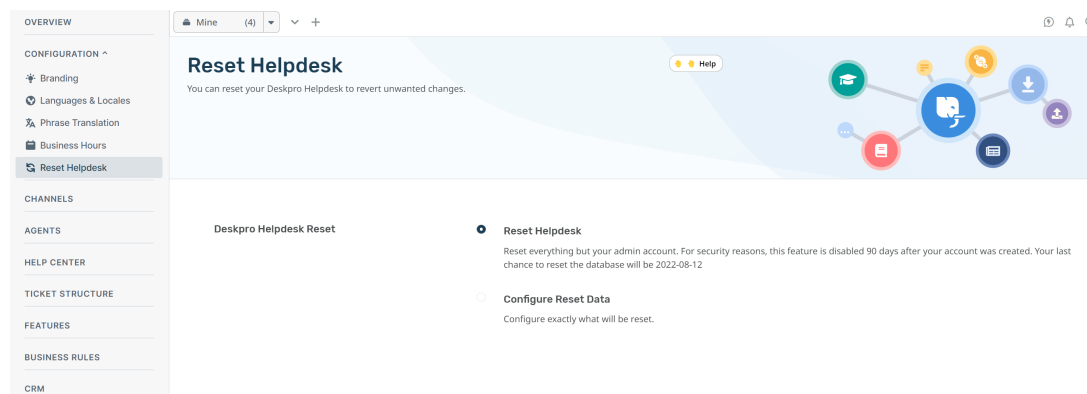 OVERVIEW
CONFIGURATION ^
Branding
Languages & Locales
Phrase Translation
Business Hours
Reset Helpdesk
CHANNELS
AGENTS
HELP CENTER
TICKET STRUCTURE
FEATURES
BUSINESS RULES
CRM
Mine (4)
Reset Helpdesk
You can reset your Deskpro Helpdesk to revert unwanted changes.
Help
Deskpro Helpdesk Reset
Reset Helpdesk
Reset everything but your admin account. For security reasons, this feature is disabled 90 days after your account was created. Your last
chance to reset the database will be 2022-08-12
Configure Reset Data
Configure exactly what will be reset.